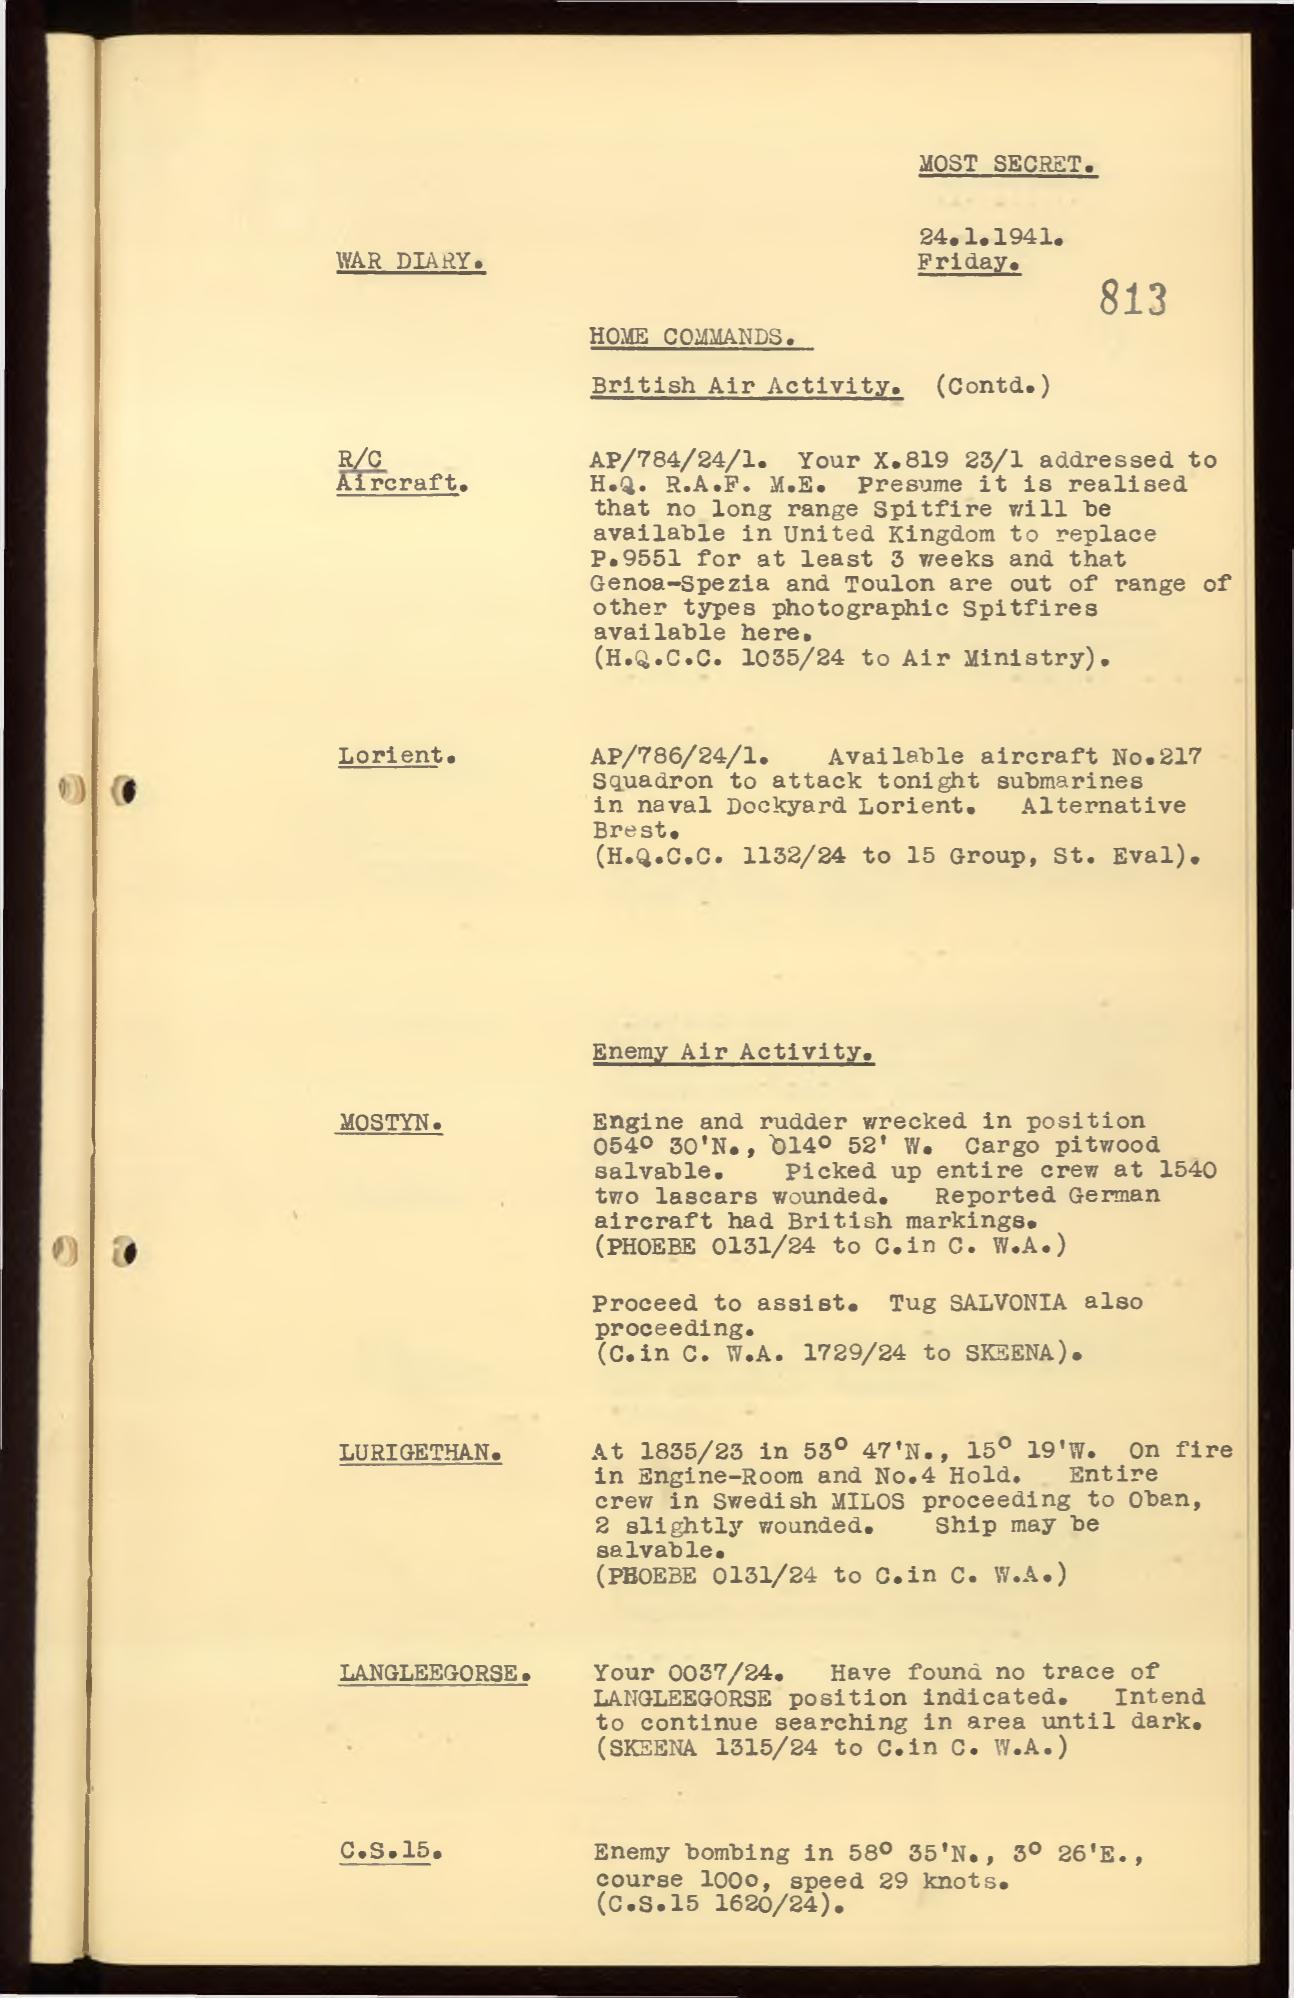 MOST SECRET.
24.1.1941.
WAR DIARY.
Friday.
813
HOME COMMANDS.
British Air Activity. (Contd.)
R/C
Aircraft.
AP/784/24/1. Your X.819 23/1 addressed to
H.Q. R.A.F. M.E. Presume it is realised
that no long range Spitfire will be
available in United Kingdom to replace
P.9551 for at least 3 weeks and that
Genoa-Spezia and Toulon are out of range of
other types photographic Spitfires
available here.
(H.Q.C.C. 1035/24 to Air Ministry).
Lorient.
AP/786/24/1. Available aircraft No.217
Squadron to attack tonight submarines
in naval Dockyard Lorient. Alternative
Brest.
(H.Q.C.C. 1132/24 to 15 Group, St. Eval).
Enemy Air Activity.
MOSTYN.
Engine and rudder wrecked in position
054° 30'N., 014° 52' W. Cargo pitwood
salvable. Picked up entire crew at 1540
two lascars wounded. Reported German
aircraft had British markings.
(PHOEBE 0131/24 to C.in C. W.A.)
Proceed to assist. Tug SALVONIA also
proceeding.
(C.in C. W.A. 1729/24 to SKEENA).
LURIGETHAN.
At 1835/23 in 53° 47'N., 15° 19'W. On fire
in Engine-Room and No.4 Hold. Entire
crew in Swedish MILOS proceeding to Oban,
2 slightly wounded. Ship may be
salvable.
(PHOEBE 0131/24 to C.in C. W.A.)
LANGLEEGORSE.
Your 0037/24. Have found no trace of
LANGLEEGORSE position indicated. Intend
to continue searching in area until dark.
(SKEENA 1315/24 to C.in C. W.A.)
C.S.15.
Enemy bombing in 58° 35'N., 3° 26'E.,
course 100o, speed 29 knots.
(C.S.15 1620/24).